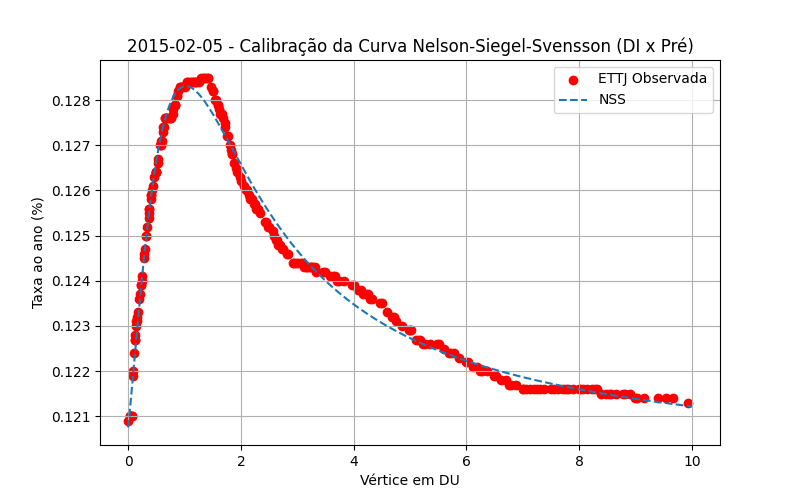 2015-02-05 - Calibração da Curva Nelson-Siegel-Svensson (DI x Pré)
ETTJ Observada
NSS
Taxa ao ano (%)
0.128
0.127
0.126
0.125
0.124
0.123
0.122
0.121
0 2 4 6 8 10
Vértice em DU